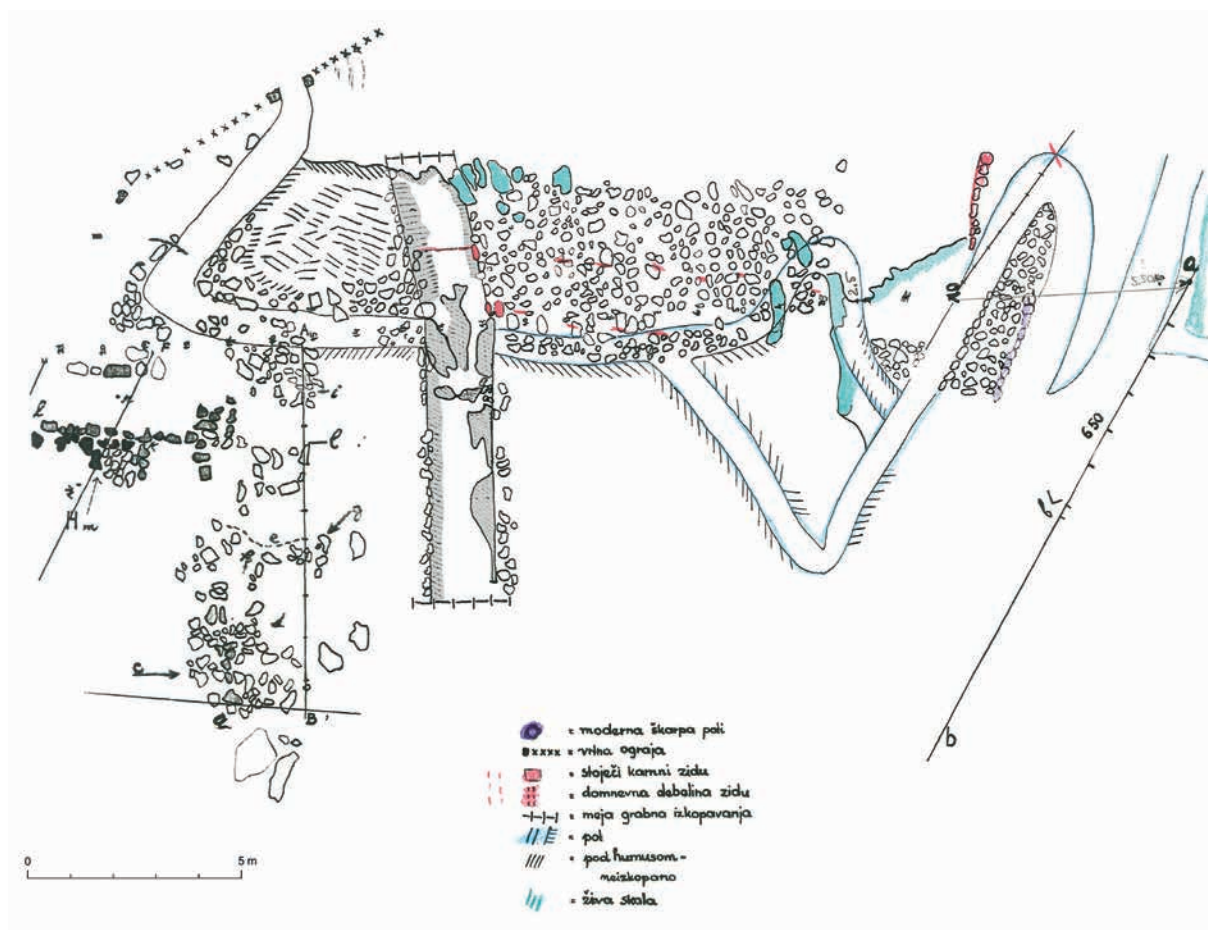 A
i
l
l
H m
e
c
a
B'
a
650
b
= moderna škarpa poti
= vrtna ograja
= stoječi kamni zidu
= domnevna debelina zidu
= meja grabna izkopavanja
= pot
= pod humusom -
neizkopano
= živa skala
0 5 m